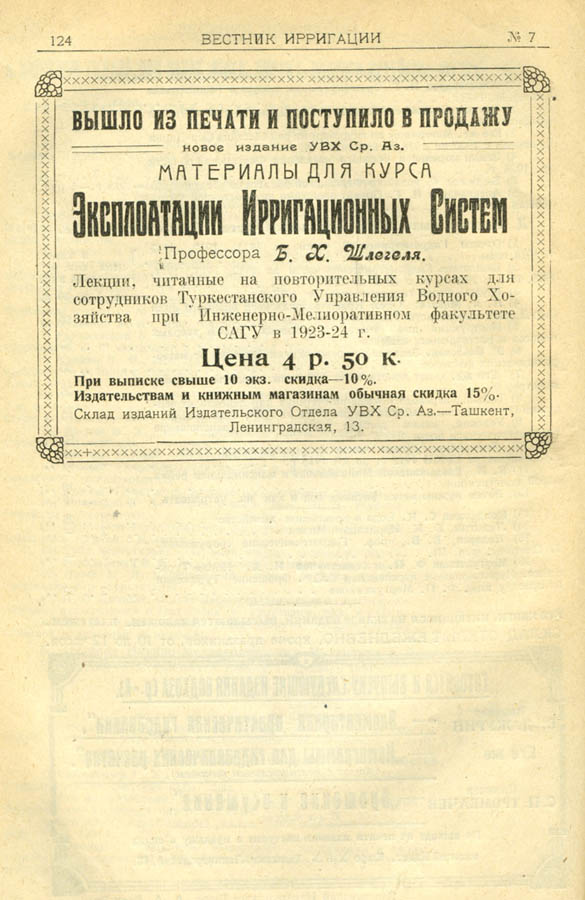 124 ВЕСТНИК ИРРИГАЦИИ № 7
ВЫШЛО ИЗ ПЕЧАТИ И ПОСТУПИЛО В ПРОДАЖУ
новое издание УВХ Ср. Аз.
МАТЕРИАЛЫ ДЛЯ КУРСА
Эксплоатации Ирригационных Систем
Профессора Б. Х. Шлегеля.
Лекции, читанные на повторительных курсах для
сотрудников Туркестанского Управления Водного Хо-
зяйства при Инженерно-Мелиоративном факультете
САГУ в 1923-24 г.
Цена 4 р. 50 к.
При выписке свыше 10 экз. скидка—10%.
Издательствам и книжным магазинам обычная скидка 15%.
Склад изданий Издательского Отдела УВХ Ср. Аз.—Ташкент,
Ленинградская, 13.